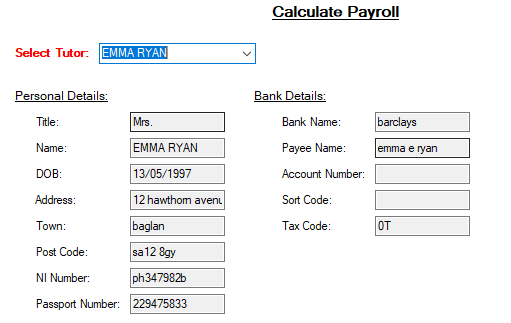 Calculate Payroll
Select Tutor: EMMA RYAN
Personal Details:
Title: Mrs.
Name: EMMA RYAN
DOB: 13/05/1997
Address: 12 hawthorn avenu
Town: baglan
Post Code: sa12 8gy
NI Number: ph347982b
Passport Number: 229475833
Bank Details:
Bank Name: barclays
Payee Name: emma e ryan
Account Number:
Sort Code:
Tax Code: 0T